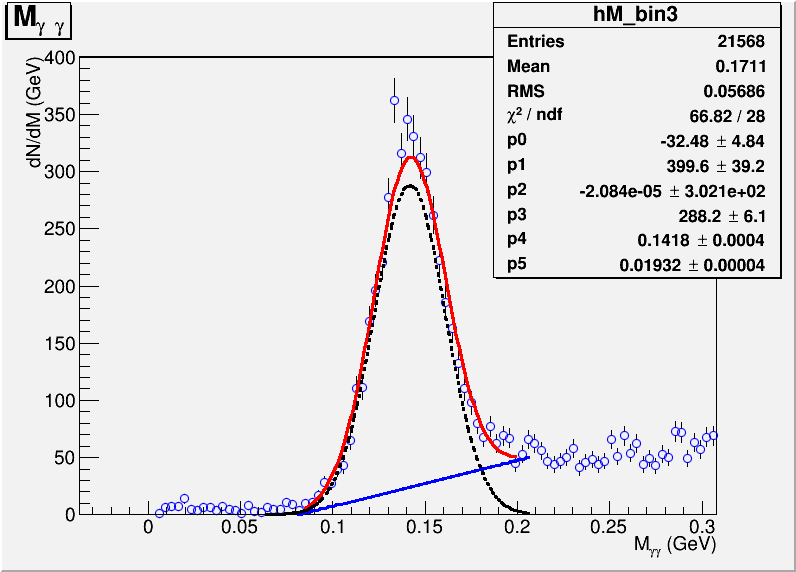 Mγ γ
hM_bin3
Entries 21568
Mean 0.1711
RMS 0.05686
χ² / ndf 66.82 / 28
p0 -32.48 ± 4.84
p1 399.6 ± 39.2
p2 -2.084e-05 ± 3.021e+02
p3 288.2 ± 6.1
p4 0.1418 ± 0.0004
p5 0.01932 ± 0.00004
dN/dM (GeV)
400
350
300
250
200
150
100
50
0
0 0.05 0.1 0.15 0.2 0.25 0.3
Mγγ (GeV)